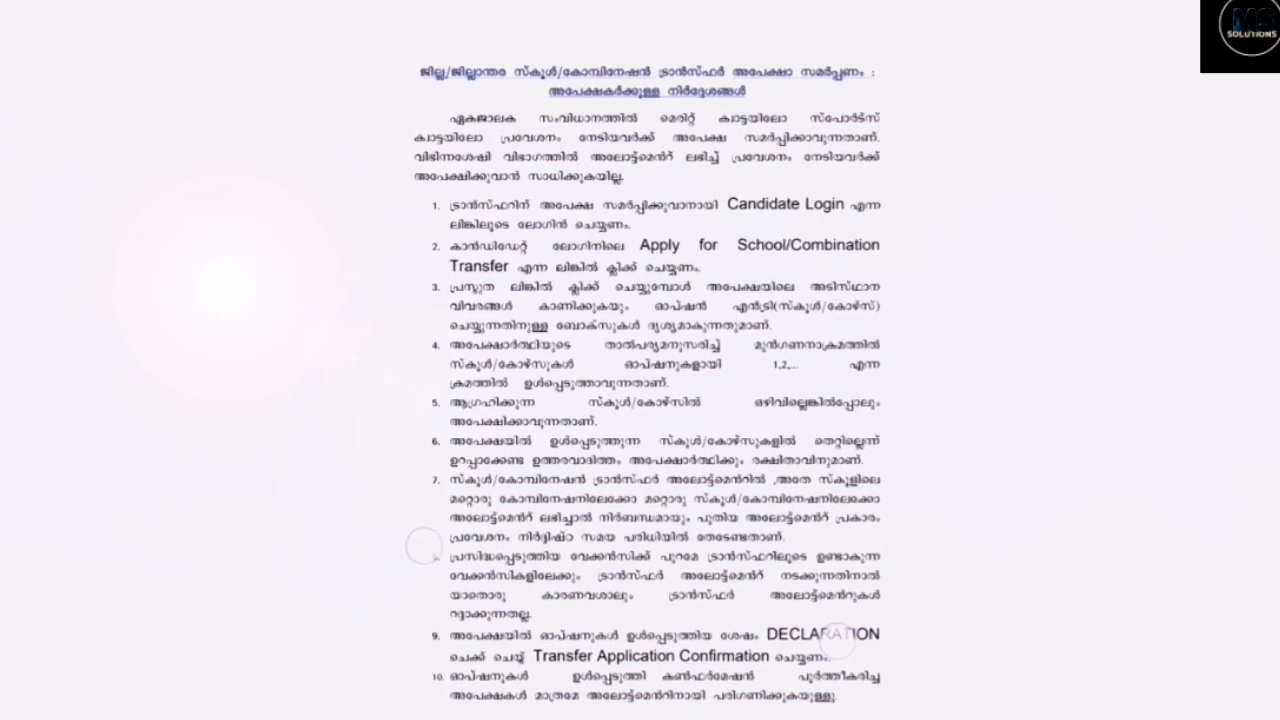 MS
SOLUTIONS
ജില്ല/ജില്ലാന്തര സ്കൂൾ/കോമ്പിനേഷൻ ട്രാൻസ്ഫർ അപേക്ഷാ സമർപ്പണം :
അപേക്ഷകർക്കുള്ള നിർദ്ദേശങ്ങൾ
ഏകജാലക സംവിധാനത്തിൽ മെരിറ്റ് ക്വാട്ടയിലോ സ്പോർട്സ്
ക്വാട്ടയിലോ പ്രവേശനം നേടിയവർക്ക് അപേക്ഷ സമർപ്പിക്കാവുന്നതാണ്.
വിഭിന്നശേഷി വിഭാഗത്തിൽ അലോട്ട്മെൻറ് ലഭിച്ച് പ്രവേശനം നേടിയവർക്ക്
അപേക്ഷിക്കുവാൻ സാധിക്കുകയില്ല.
1. ട്രാൻസ്ഫറിന് അപേക്ഷ സമർപ്പിക്കുവാനായി Candidate Login എന്ന
ലിങ്കിലൂടെ ലോഗിൻ ചെയ്യണം.
2. കാൻഡിഡേറ്റ് ലോഗിനിലെ Apply for School/Combination
Transfer എന്ന ലിങ്കിൽ ക്ലിക്ക് ചെയ്യണം.
3. പ്രസ്തുത ലിങ്കിൽ ക്ലിക്ക് ചെയ്യുമ്പോൾ അപേക്ഷയിലെ അടിസ്ഥാന
വിവരങ്ങൾ കാണിക്കുകയും ഓപ്ഷൻ എൻട്രി(സ്കൂൾ/കോഴ്സ്)
ചെയ്യുന്നതിനുള്ള ബോക്സുകൾ ദൃശ്യമാകുന്നതുമാണ്.
4. അപേക്ഷാർത്ഥിയുടെ താൽപര്യമനുസരിച്ച് മുൻഗണനാക്രമത്തിൽ
സ്കൂൾ/കോഴ്സുകൾ ഓപ്ഷനുകളായി 1,2,... എന്ന
ക്രമത്തിൽ ഉൾപ്പെടുത്താവുന്നതാണ്.
5. ആഗ്രഹിക്കുന്ന സ്കൂൾ/കോഴ്സിൽ ഒഴിവില്ലെങ്കിൽപ്പോലും
അപേക്ഷിക്കാവുന്നതാണ്.
6. അപേക്ഷയിൽ ഉൾപ്പെടുത്തുന്ന സ്കൂൾ/കോഴ്സുകളിൽ തെറ്റില്ലെന്ന്
ഉറപ്പാക്കേണ്ട ഉത്തരവാദിത്തം അപേക്ഷാർത്ഥിക്കും രക്ഷിതാവിനുമാണ്.
7. സ്കൂൾ/കോമ്പിനേഷൻ ട്രാൻസ്ഫർ അലോട്ട്മെൻറിൽ ,അതേ സ്കൂളിലെ
മറ്റൊരു കോമ്പിനേഷനിലേക്കോ മറ്റൊരു സ്കൂൾ/കോമ്പിനേഷനിലേക്കോ
അലോട്ട്മെൻറ് ലഭിച്ചാൽ നിർബന്ധമായും പുതിയ അലോട്ട്മെൻറ് പ്രകാരം
പ്രവേശനം നിർദ്ദിഷ്ഠാ സമയ പരിധിയിൽ തേടേണ്ടതാണ്.
പ്രസിദ്ധപ്പെടുത്തിയ വേക്കൻസിക്ക് പുറമേ ട്രാൻസ്ഫറിലൂടെ ഉണ്ടാകുന്ന
വേക്കൻസികളിലേക്കും ട്രാൻസ്ഫർ അലോട്ട്മെൻറ് നടക്കുന്നതിനാൽ
യാതൊരു കാരണവശാലും ട്രാൻസ്ഫർ അലോട്ട്മെൻറുകൾ
റദ്ദാക്കുന്നതല്ല.
9. അപേക്ഷയിൽ ഓപ്ഷനുകൾ ഉൾപ്പെടുത്തിയ ശേഷം DECLARATION
ചെക്ക് ചെയ്ത് Transfer Application Confirmation ചെയ്യണം.
10. ഓപ്ഷനുകൾ ഉൾപ്പെടുത്തി കൺഫർമേഷൻ പൂർത്തീകരിച്ച
അപേക്ഷകൾ മാത്രമേ അലോട്ട്മെൻറിനായി പരിഗണിക്കുകയുള്ളൂ.